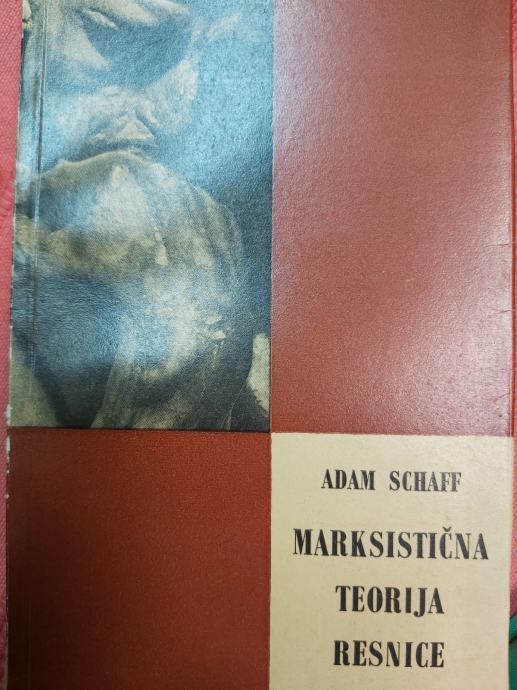 ADAM SCHAFF
MARKSISTIČNA
TEORIJA
RESNICE